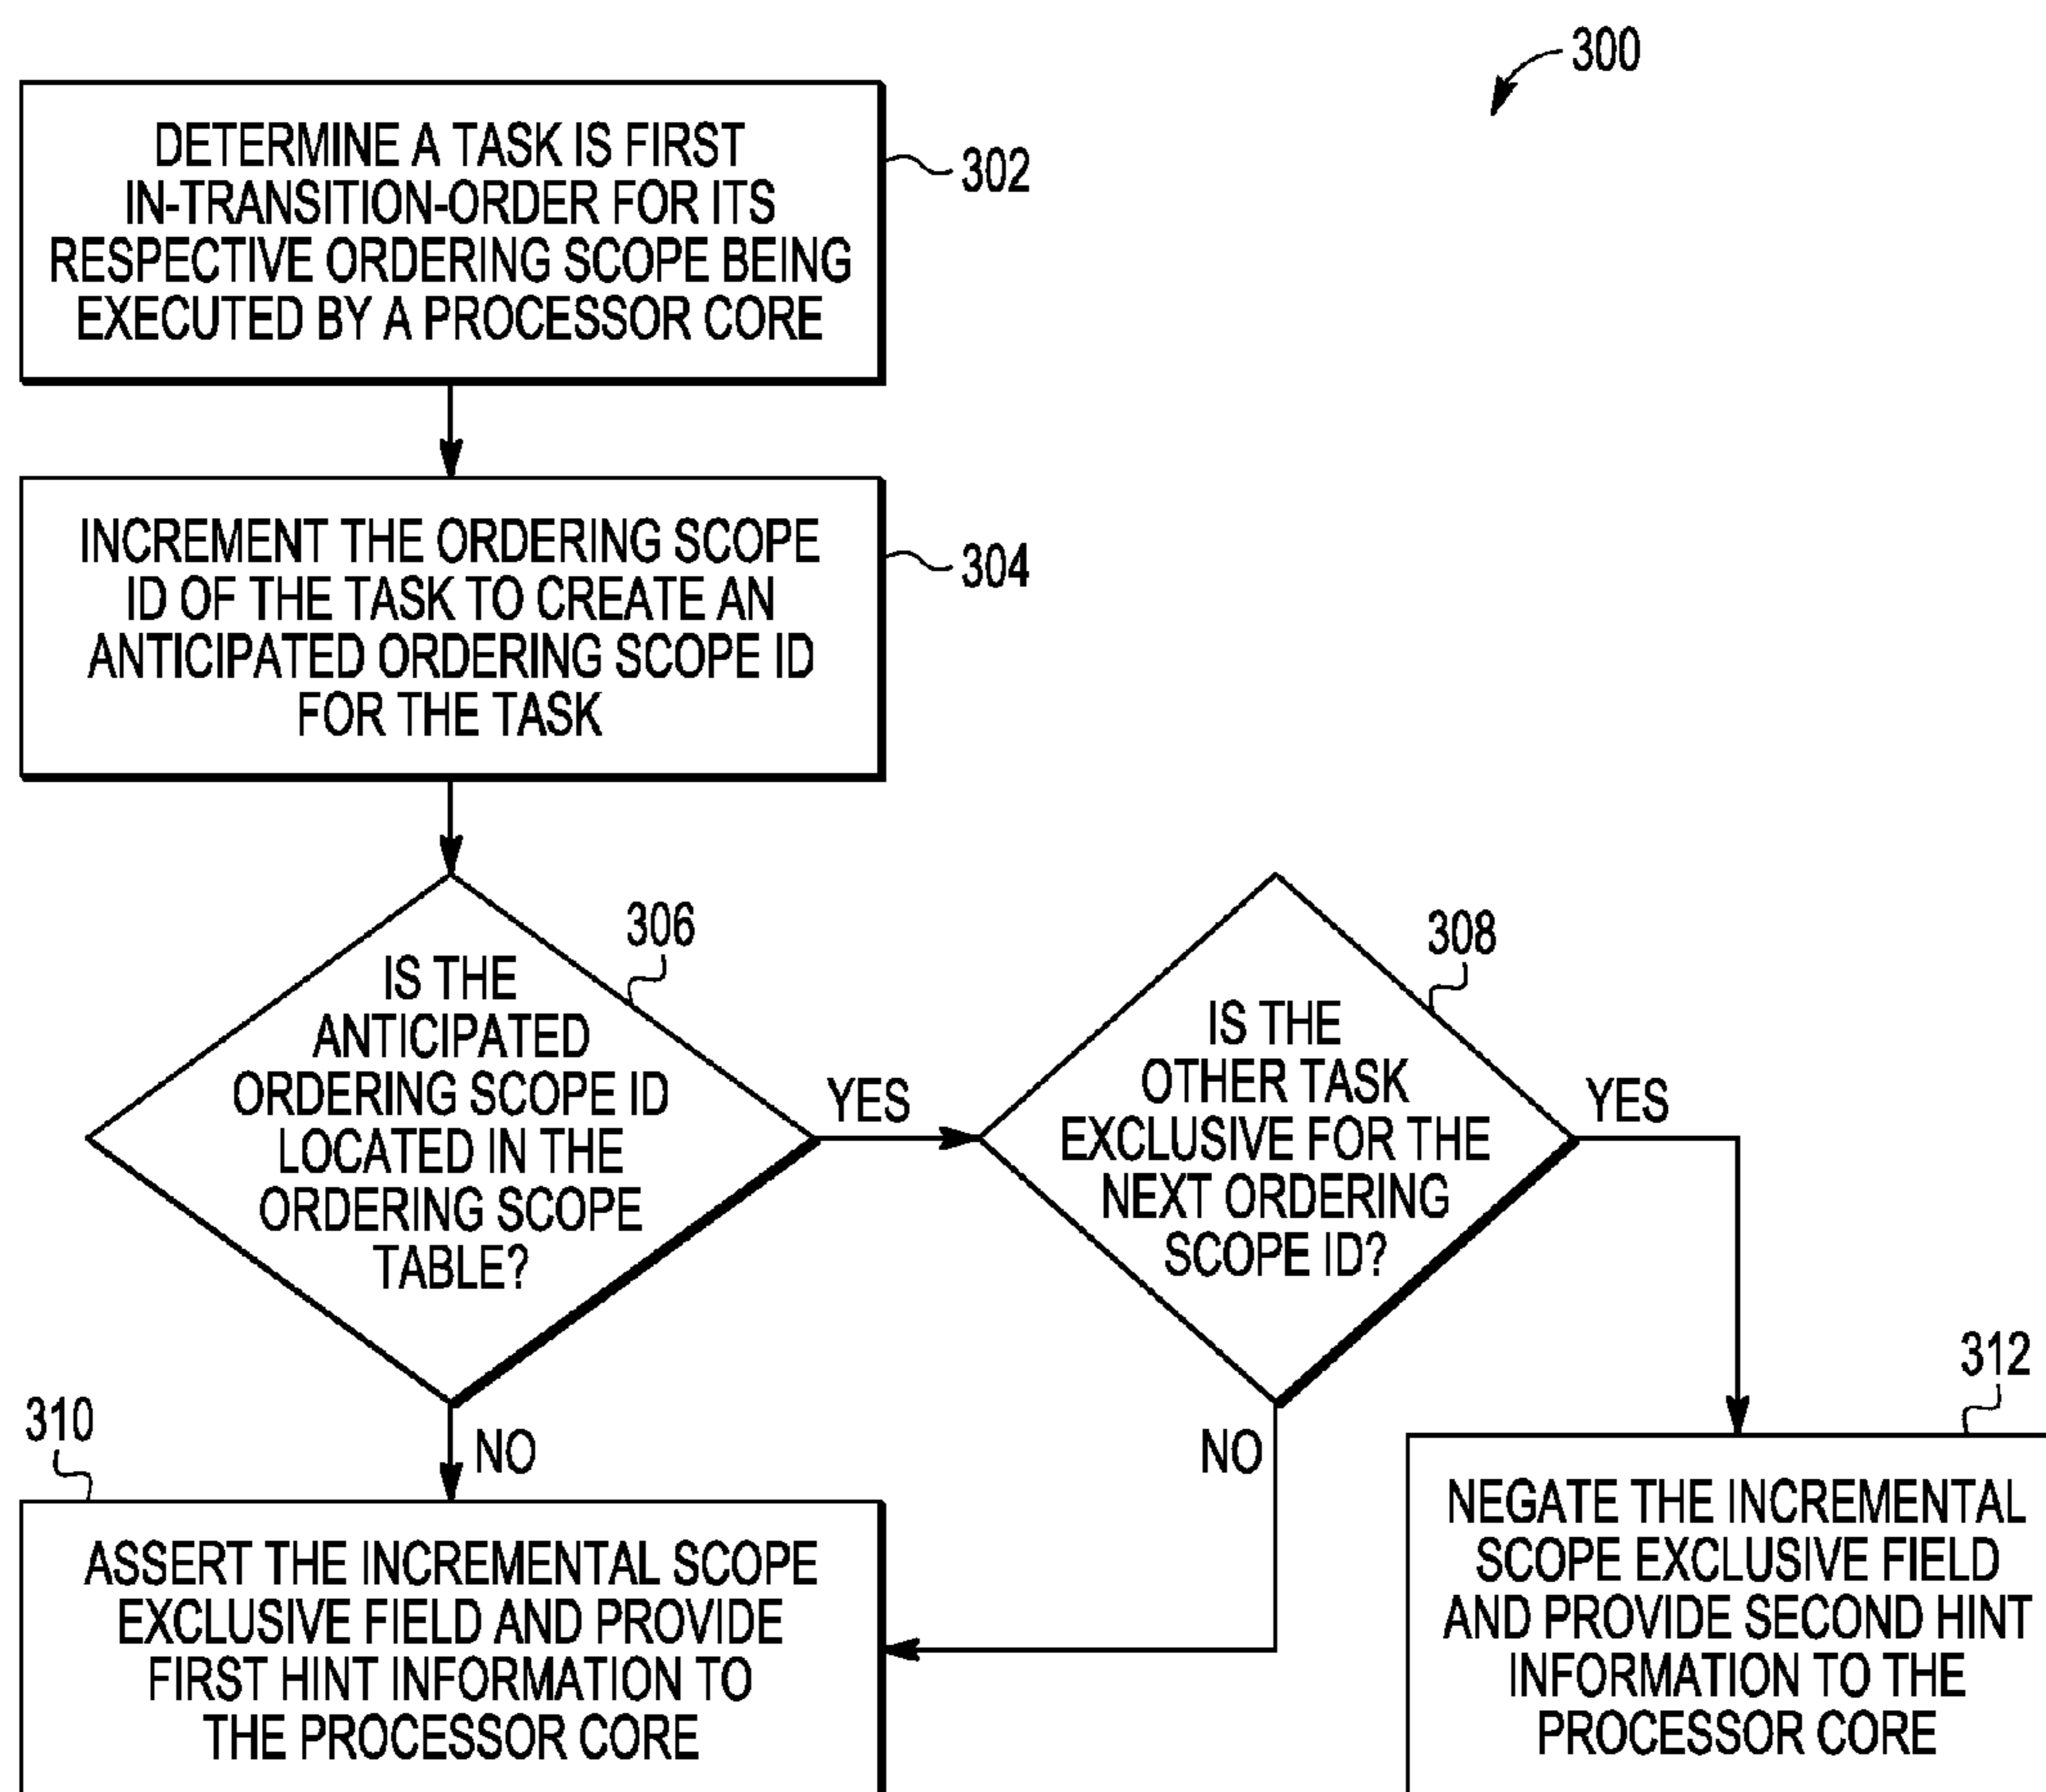 300
DETERMINE A TASK IS FIRST
IN-TRANSITION-ORDER FOR ITS
RESPECTIVE ORDERING SCOPE BEING
EXECUTED BY A PROCESSOR CORE
302
INCREMENT THE ORDERING SCOPE
ID OF THE TASK TO CREATE AN
ANTICIPATED ORDERING SCOPE ID
FOR THE TASK
304
306
IS THE
ANTICIPATED
ORDERING SCOPE ID
LOCATED IN THE
ORDERING SCOPE
TABLE?
YES
NO
308
IS THE
OTHER TASK
EXCLUSIVE FOR THE
NEXT ORDERING
SCOPE ID?
YES
NO
310
ASSERT THE INCREMENTAL SCOPE
EXCLUSIVE FIELD AND PROVIDE
FIRST HINT INFORMATION TO
THE PROCESSOR CORE
312
NEGATE THE INCREMENTAL
SCOPE EXCLUSIVE FIELD
AND PROVIDE SECOND HINT
INFORMATION TO THE
PROCESSOR CORE